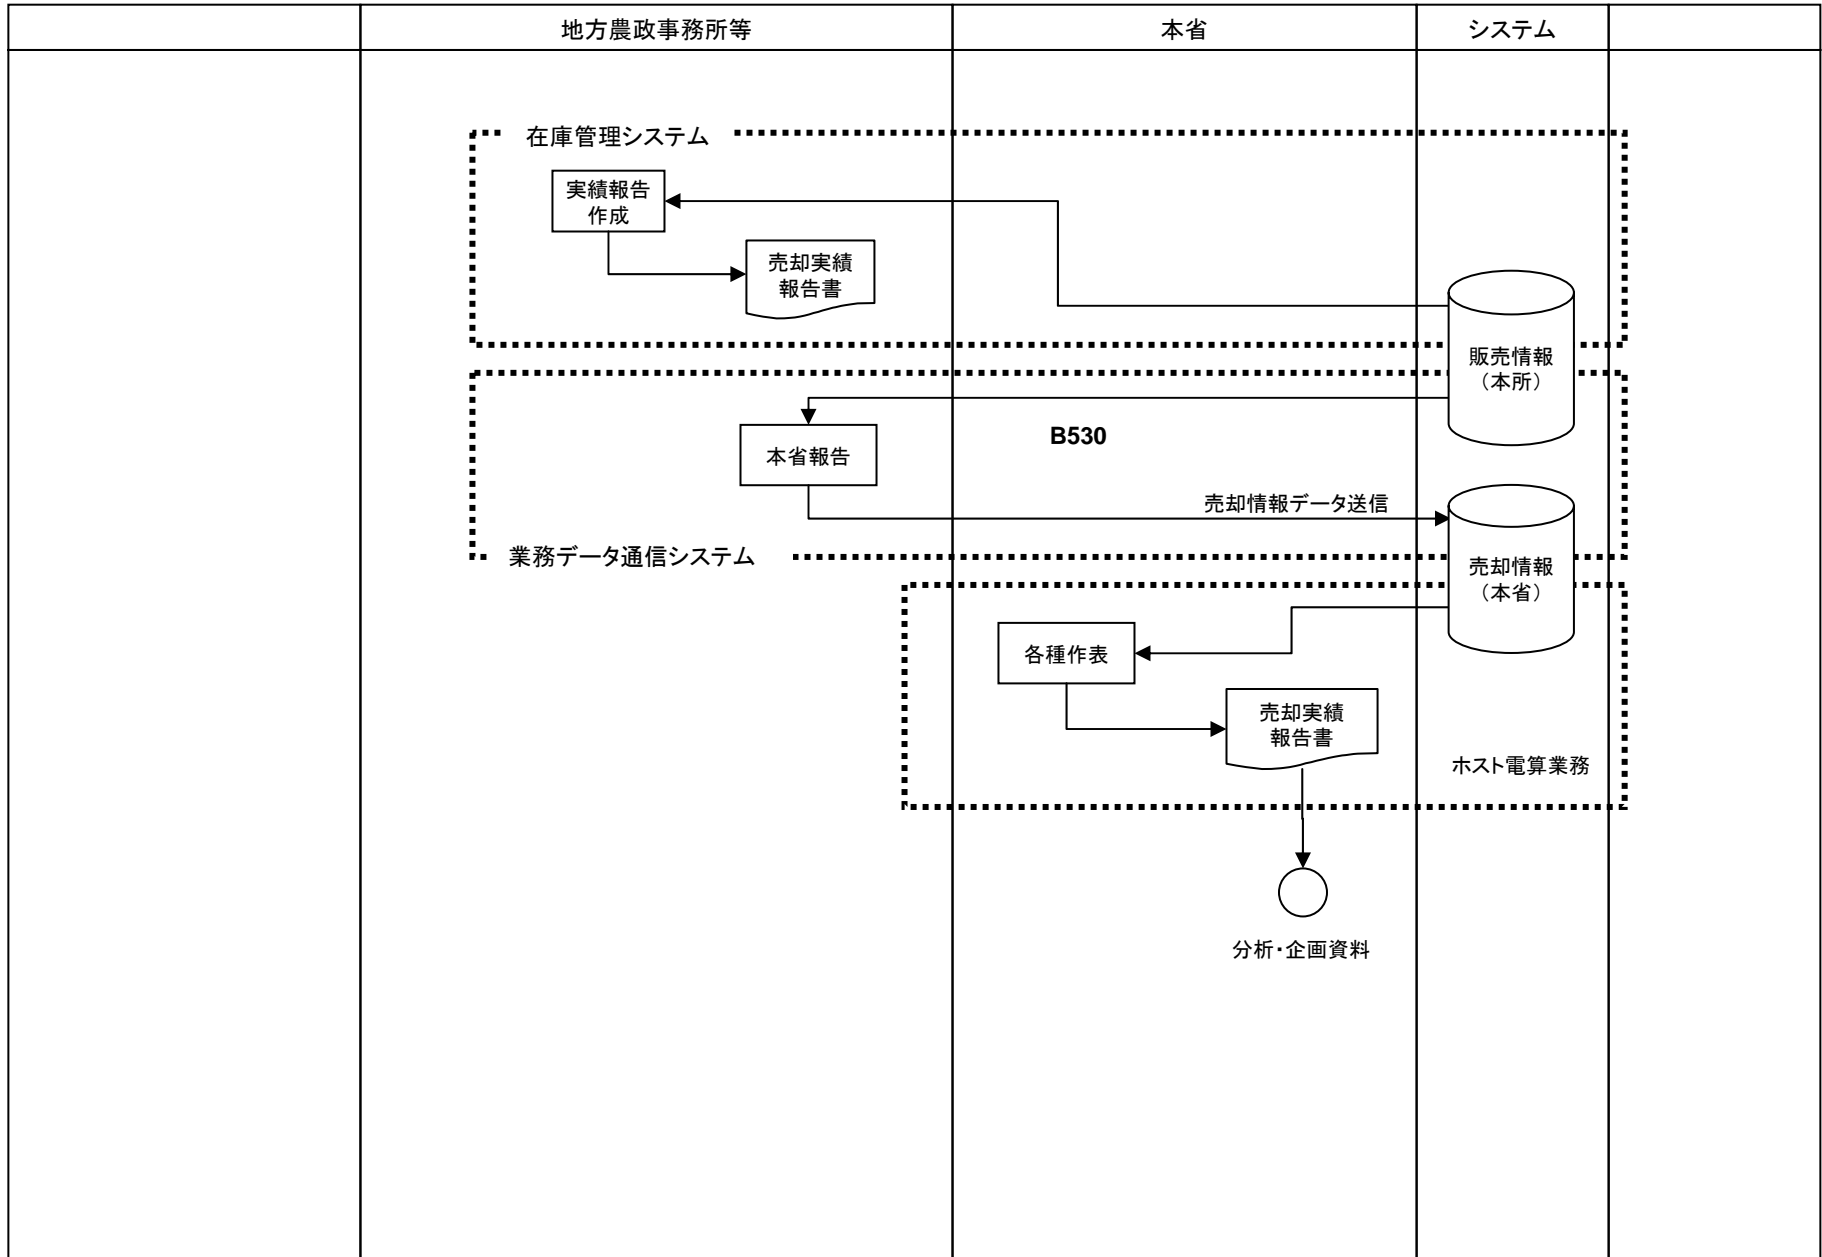 地方農政事務所等
本省
システム
在庫管理システム
実績報告
作成
売却実績
報告書
販売情報
（本所）
B530
本省報告
売却情報データ送信
業務データ通信システム
売却情報
（本省）
各種作表
売却実績
報告書
ホスト電算業務
分析・企画資料